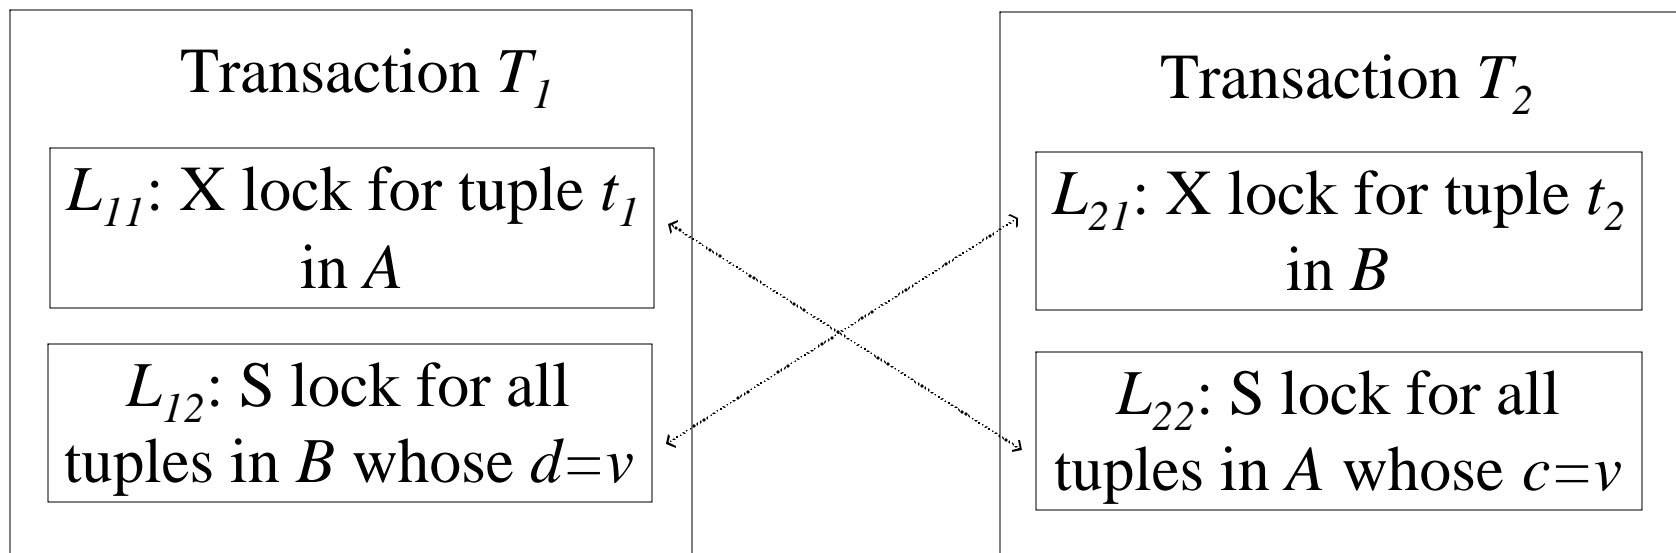 Transaction T1
L11: X lock for tuple t1
in A
L12: S lock for all
tuples in B whose d=v
Transaction T2
L21: X lock for tuple t2
in B
L22: S lock for all
tuples in A whose c=v